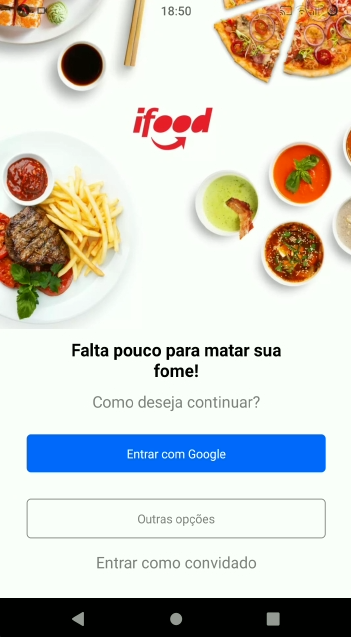 18:50
ifood
Falta pouco para matar sua
fome!
Como deseja continuar?
Entrar com Google
Outras opções
Entrar como convidado